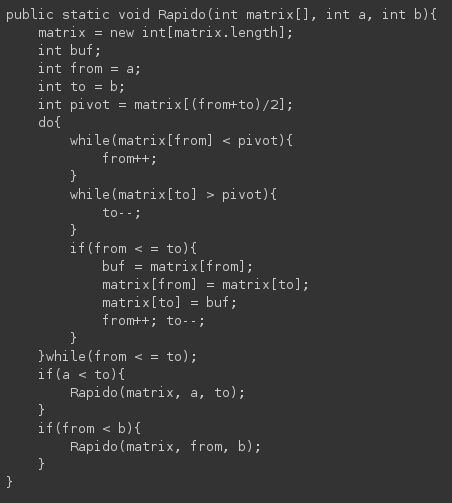 public static void Rapido(int matrix[], int a, int b){
    matrix = new int[matrix.length];
    int buf;
    int from = a;
    int to = b;
    int pivot = matrix[(from+to)/2];
    do{
        while(matrix[from] < pivot){
            from++;
        }
        while(matrix[to] > pivot){
            to--;
        }
        if(from < = to){
            buf = matrix[from];
            matrix[from] = matrix[to];
            matrix[to] = buf;
            from++; to--;
        }
    }while(from < = to);
    if(a < to){
        Rapido(matrix, a, to);
    }
    if(from < b){
        Rapido(matrix, from, b);
    }
}